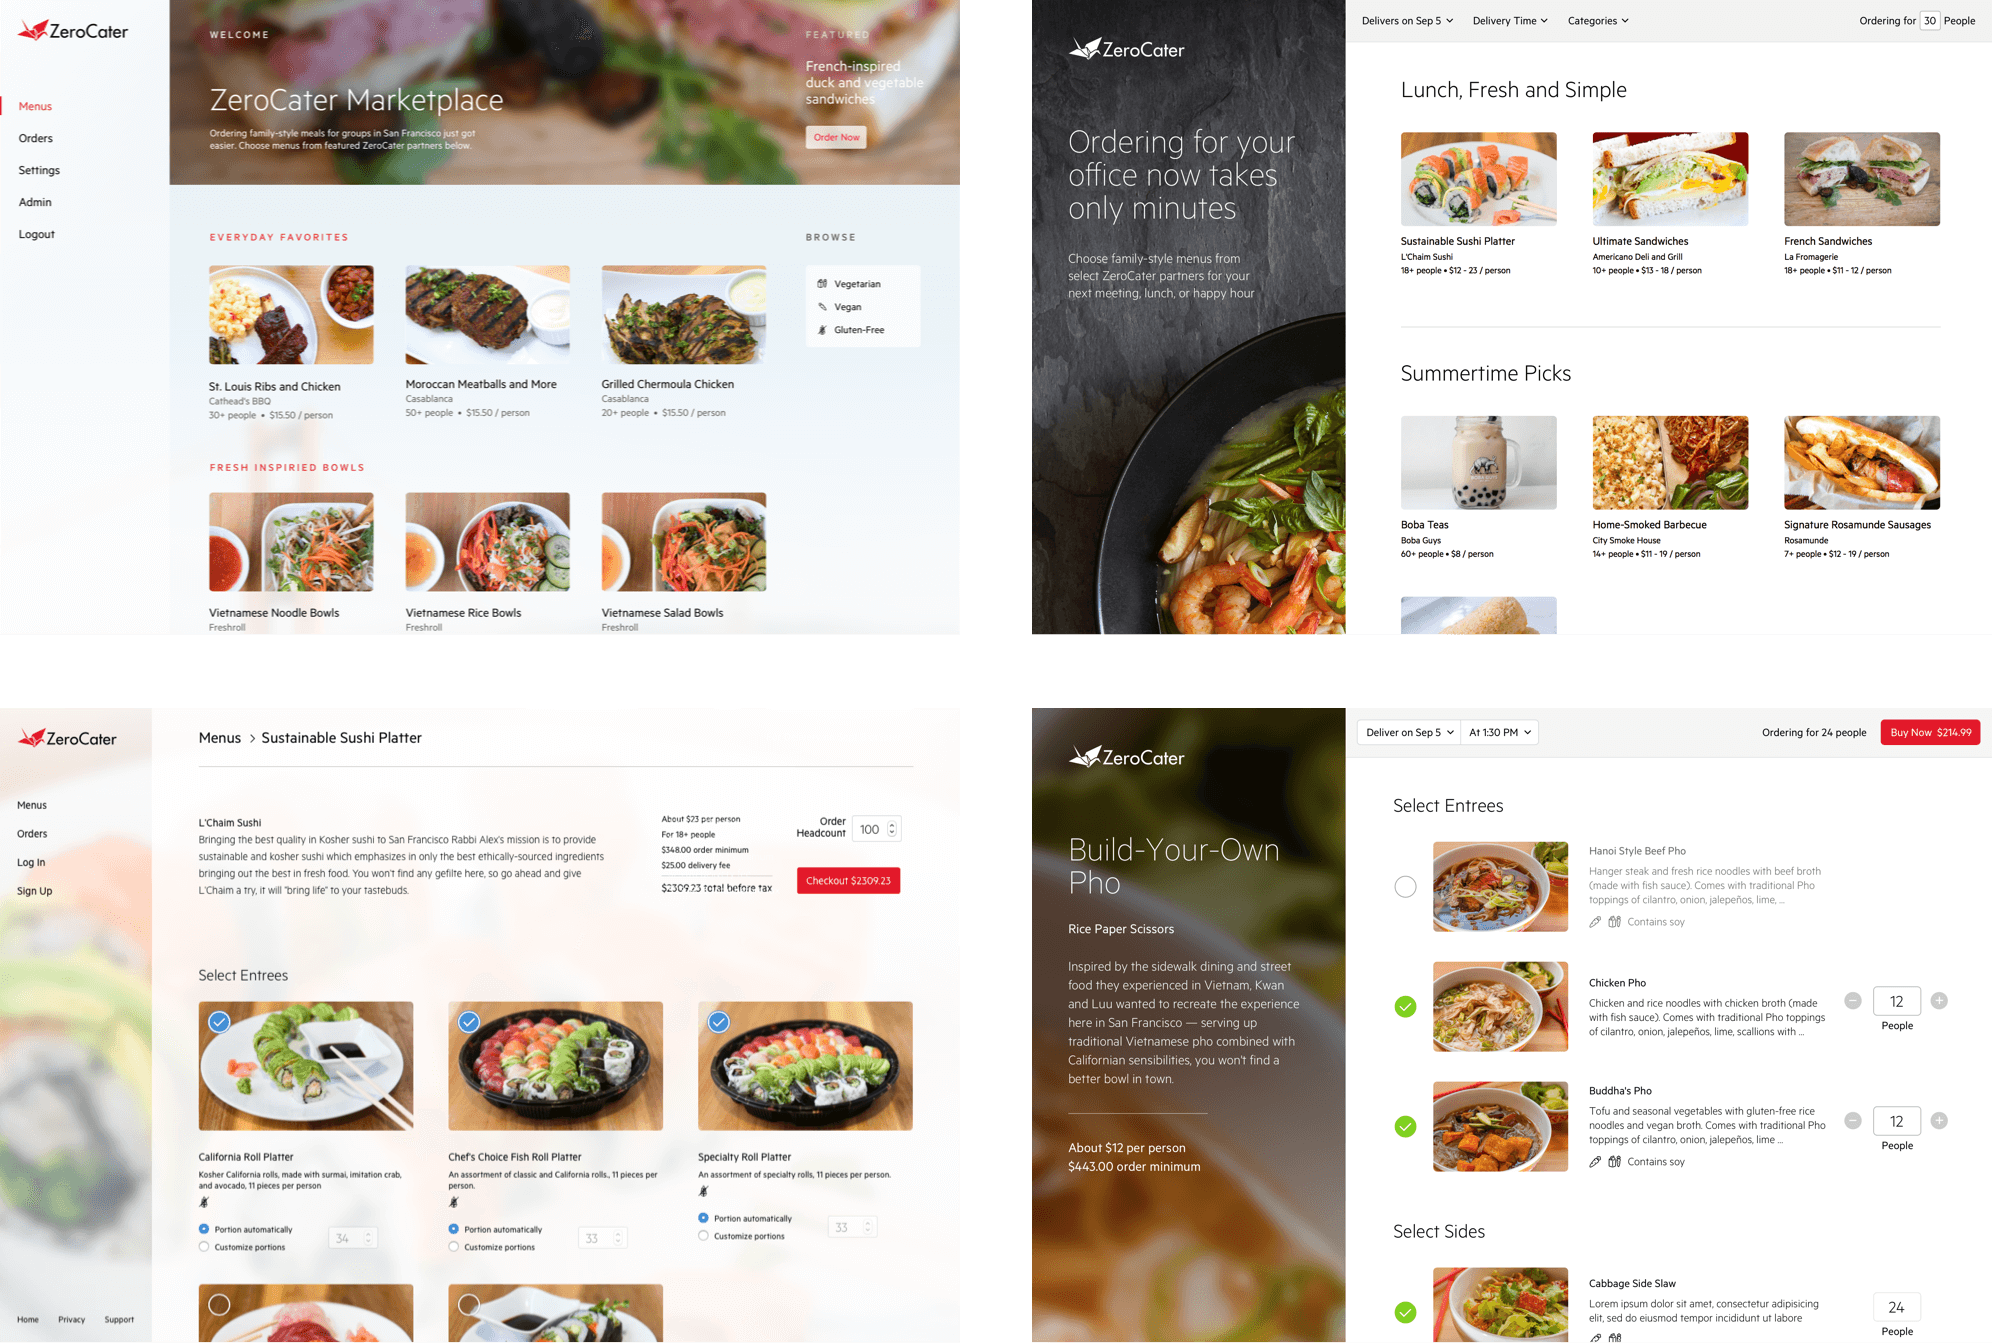 ZeroCater
Menus
Orders
Settings
Admin
Logout
WELCOME
ZeroCater Marketplace
Ordering family-style meals for groups in San Francisco just got
easier. Choose menus from featured ZeroCater partners below.
FEATURED
French-inspired
duck and vegetable
sandwiches
Order Now
EVERYDAY FAVORITES
St. Louis Ribs and Chicken
Cathead's BBQ
30+ people • $15.50 / person
Moroccan Meatballs and More
Casablanca
50+ people • $15.50 / person
Grilled Chermoula Chicken
Casablanca
20+ people • $15.50 / person
BROWSE
Vegetarian
Vegan
Gluten-Free
FRESH INSPIRIED BOWLS
Vietnamese Noodle Bowls
Freshroll
Vietnamese Rice Bowls
Freshroll
Vietnamese Salad Bowls
Freshroll
ZeroCater
Ordering for your
office now takes
only minutes
Choose family-style menus from
select ZeroCater partners for your
next meeting, lunch, or happy hour
Delivers on Sep 5
Delivery Time
Categories
Ordering for 30 People
Lunch, Fresh and Simple
Sustainable Sushi Platter
L'Chaim Sushi
18+ people • $12 - 23 / person
Ultimate Sandwiches
Americano Deli and Grill
10+ people • $13 - 18 / person
French Sandwiches
La Fromagerie
18+ people • $11 - 12 / person
Summertime Picks
Boba Teas
Boba Guys
60+ people • $8 / person
Home-Smoked Barbecue
City Smoke House
14+ people • $11 - 19 / person
Signature Rosamunde Sausages
Rosamunde
7+ people • $12 - 19 / person
ZeroCater
Menus
Orders
Log In
Sign Up
Home Privacy Support
Menus > Sustainable Sushi Platter
L'Chaim Sushi
Bringing the best quality in Kosher sushi to San Francisco Rabbi Alex's mission is to provide
sustainable and kosher sushi which emphasizes in only the best ethically-sourced ingredients
bringing out the best in fresh food. You won't find any gefilte here, so go ahead and give
L'Chaim a try, it will "bring life" to your tastebuds.
About $23 per person
For 18+ people
$348.00 order minimum
$25.00 delivery fee
$2309.23 total before tax
Order
Headcount
100
Checkout $2309.23
Select Entrees
California Roll Platter
Kosher California rolls, made with surmai, imitation crab,
and avocado, 11 pieces per person
Portion automatically
Customize portions
34
Chef's Choice Fish Roll Platter
An assortment of classic and California rolls., 11 pieces per
person.
Portion automatically
Customize portions
33
Specialty Roll Platter
An assortment of specialty rolls, 11 pieces per person.
Portion automatically
Customize portions
33
ZeroCater
Build-Your-Own
Pho
Rice Paper Scissors
Inspired by the sidewalk dining and street
food they experienced in Vietnam, Kwan
and Luu wanted to recreate the experience
here in San Francisco — serving up
traditional Vietnamese pho combined with
Californian sensibilities, you won't find a
better bowl in town.
About $12 per person
$443.00 order minimum
Deliver on Sep 5
At 1:30 PM
Ordering for 24 people
Buy Now $214.99
Select Entrees
Hanoi Style Beef Pho
Hanger steak and fresh rice noodles with beef broth
(made with fish sauce). Comes with traditional Pho
toppings of cilantro, onion, jalepeños, lime, ...
Contains soy
Chicken Pho
Chicken and rice noodles with chicken broth (made
with fish sauce). Comes with traditional Pho toppings
of cilantro, onion, jalepeños, lime, scallions with ...
12
People
Buddha's Pho
Tofu and seasonal vegetables with gluten-free rice
noodles and vegan broth. Comes with traditional Pho
toppings of cilantro, onion, jalepeños, lime ...
Contains soy
12
People
Select Sides
Cabbage Side Slaw
Lorem ipsum dolor sit amet, consectetur adipisicing
elit, sed do eiusmod tempor incididunt ut labore
24
People